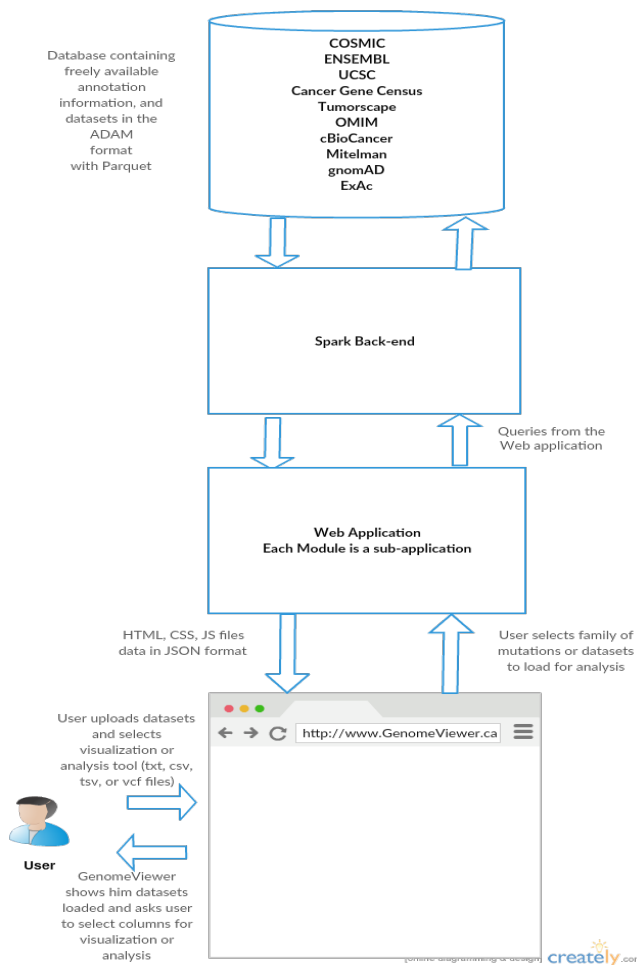 Database containing
freely available
annotation
information, and
datasets in the
ADAM
format
with Parquet
COSMIC
ENSEMBL
UCSC
Cancer Gene Census
Tumorscape
OMIM
cBioCancer
Mitelman
gnomAD
ExAc
Spark Back-end
Queries from the
Web application
Web Application
Each Module is a sub-application
HTML, CSS, JS files
data in JSON format
User selects family of
mutations or datasets
to load for analysis
User uploads datasets
and selects
visualization or
analysis tool (txt, csv,
tsv, or vcf files)
http://www.GenomeViewer.ca
User
GenomeViewer
shows him datasets
loaded and asks user
to select columns for
visualization or
analysis
creately.com